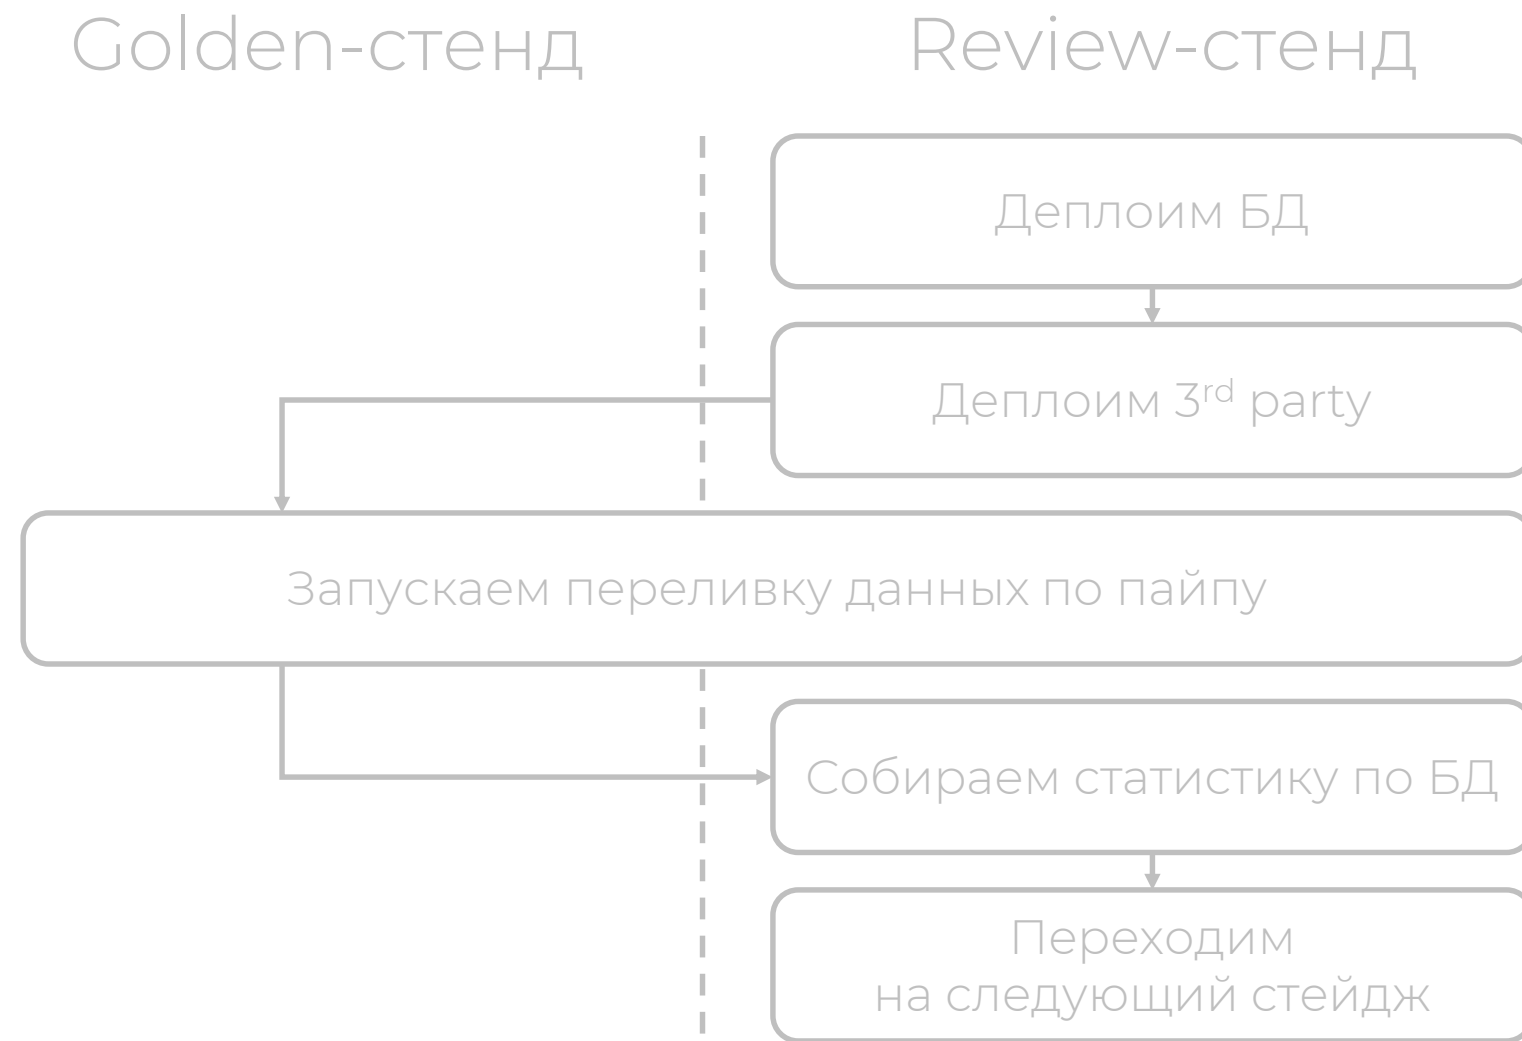 Golden-стенд
Review-стенд
Деплоим БД
Деплоим 3rd party
Запускаем переливку данных по пайпу
Собираем статистику по БД
Переходим
на следующий стейдж